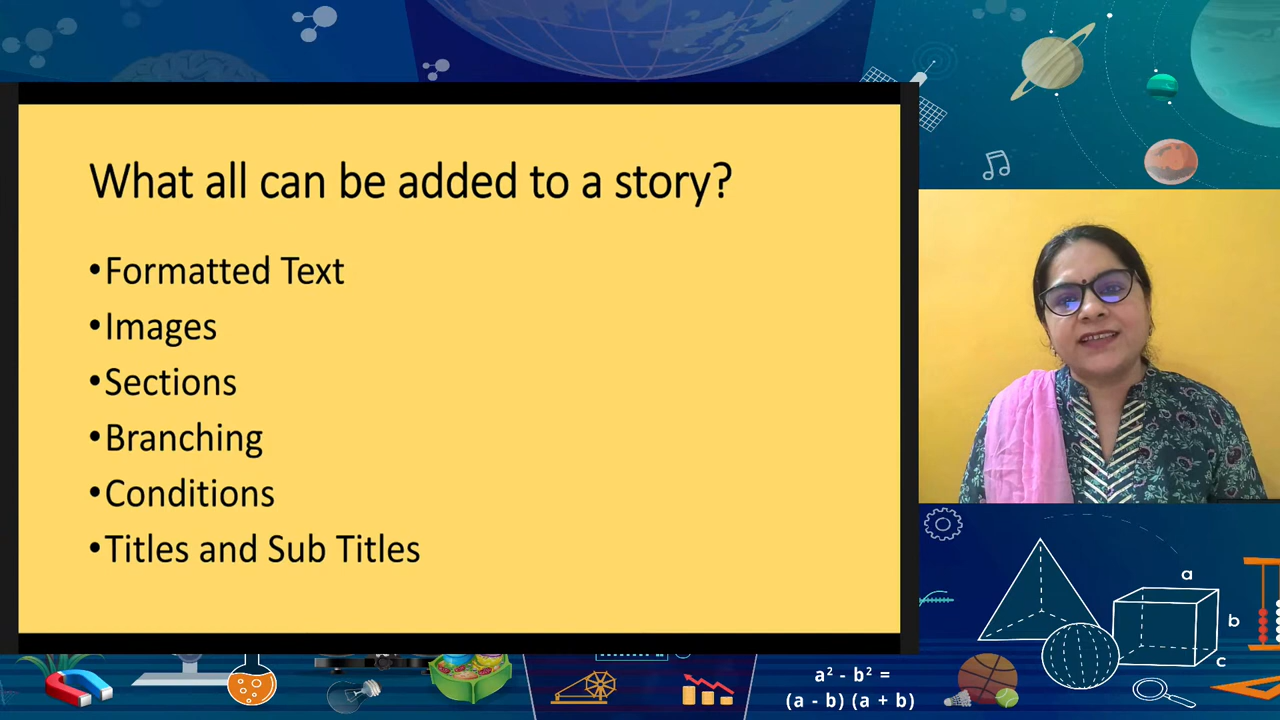 What all can be added to a story?
•Formatted Text
•Images
•Sections
•Branching
•Conditions
•Titles and Sub Titles
a
b
c
a² - b² =
(a - b) (a + b)